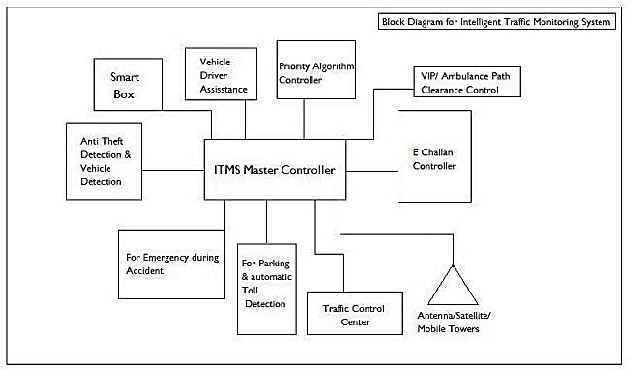 Block Diagram for Intelligent Traffic Monitoring System
Smart
Box
Vehicle
Driver
Assisstance
Priority Algorithm
Controller
VIP/ Ambulance Path
Clearance Control
Anti Theft
Detection &
Vehicle
Detection
ITMS Master Controller
E Challan
Controller
For Emergency during
Accident
For Parking
& automatic
Toll
Detection
Traffic Control
Center
Antenna/Satellite/
Mobile Towers